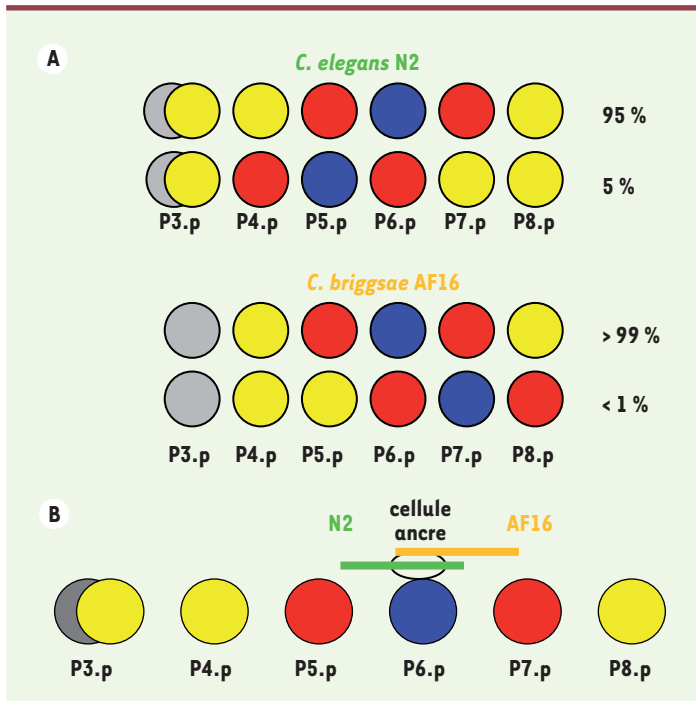 A
C. elegans N2
95 %
5 %
P3.p P4.p P5.p P6.p P7.p P8.p
C. briggsae AF16
> 99 %
< 1 %
P3.p P4.p P5.p P6.p P7.p P8.p
B
N2 cellule ancre AF16
P3.p P4.p P5.p P6.p P7.p P8.p